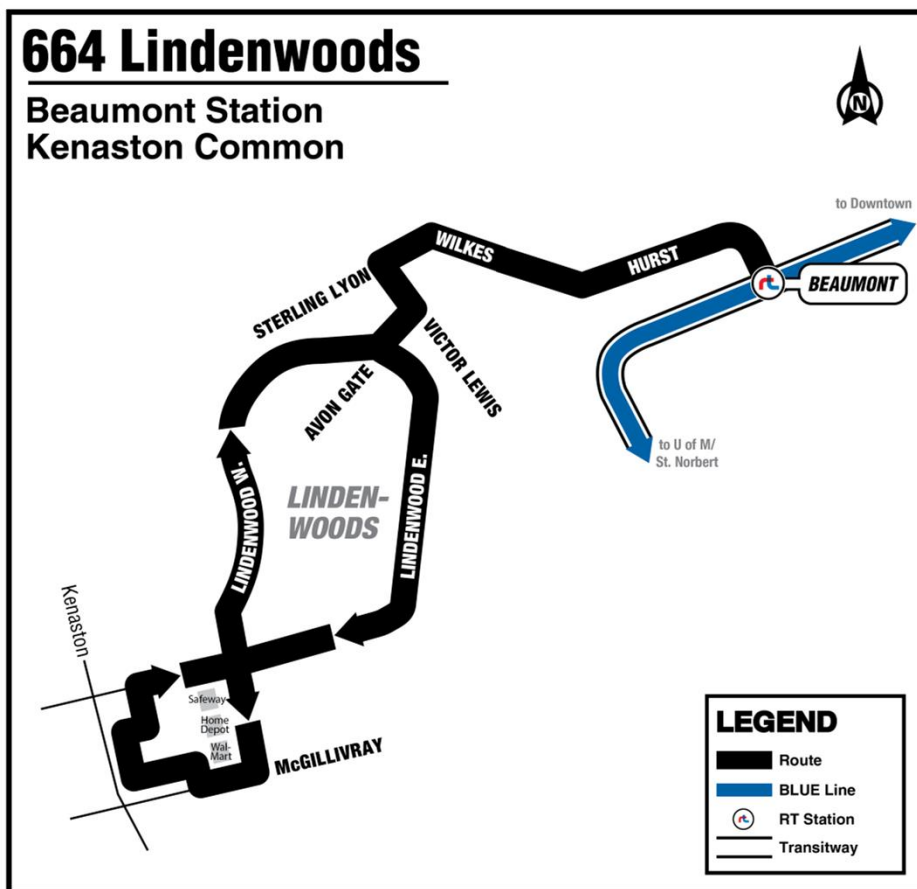 664 Lindenwoods
Beaumont Station
Kenaston Common
N
to Downtown
WILKES
HURST
rt
BEAUMONT
STERLING LYON
VICTOR LEWIS
AVON GATE
to U of M/
St. Norbert
LINDENWOOD W.
LINDEN-
WOODS
LINDENWOOD E.
Kenaston
Safeway
Home
Depot
Wal-
Mart
McGILLIVRAY
LEGEND
Route
BLUE Line
rt
RT Station
Transitway